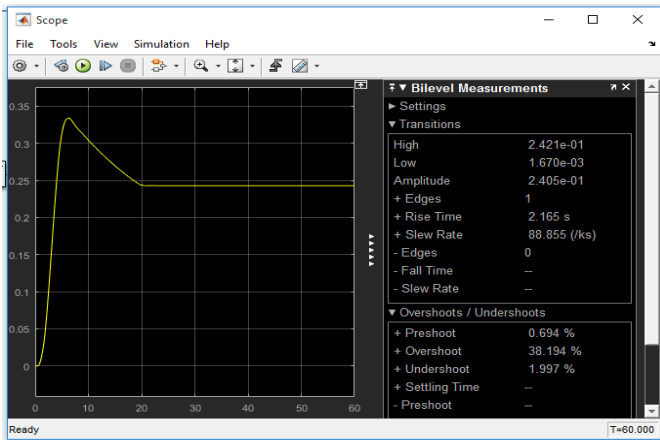 Scope
File Tools View Simulation Help
0.35
0.3
0.25
0.2
0.15
0.1
0.05
0
0 10 20 30 40 50 60
Bilevel Measurements
Settings
Transitions
High 2.421e-01
Low 1.670e-03
Amplitude 2.405e-01
+ Edges 1
+ Rise Time 2.165 s
+ Slew Rate 88.855 (/ks)
- Edges 0
- Fall Time --
- Slew Rate --
Overshoots / Undershoots
+ Preshoot 0.694 %
+ Overshoot 38.194 %
+ Undershoot 1.997 %
+ Settling Time --
- Preshoot --
Ready T=60.000